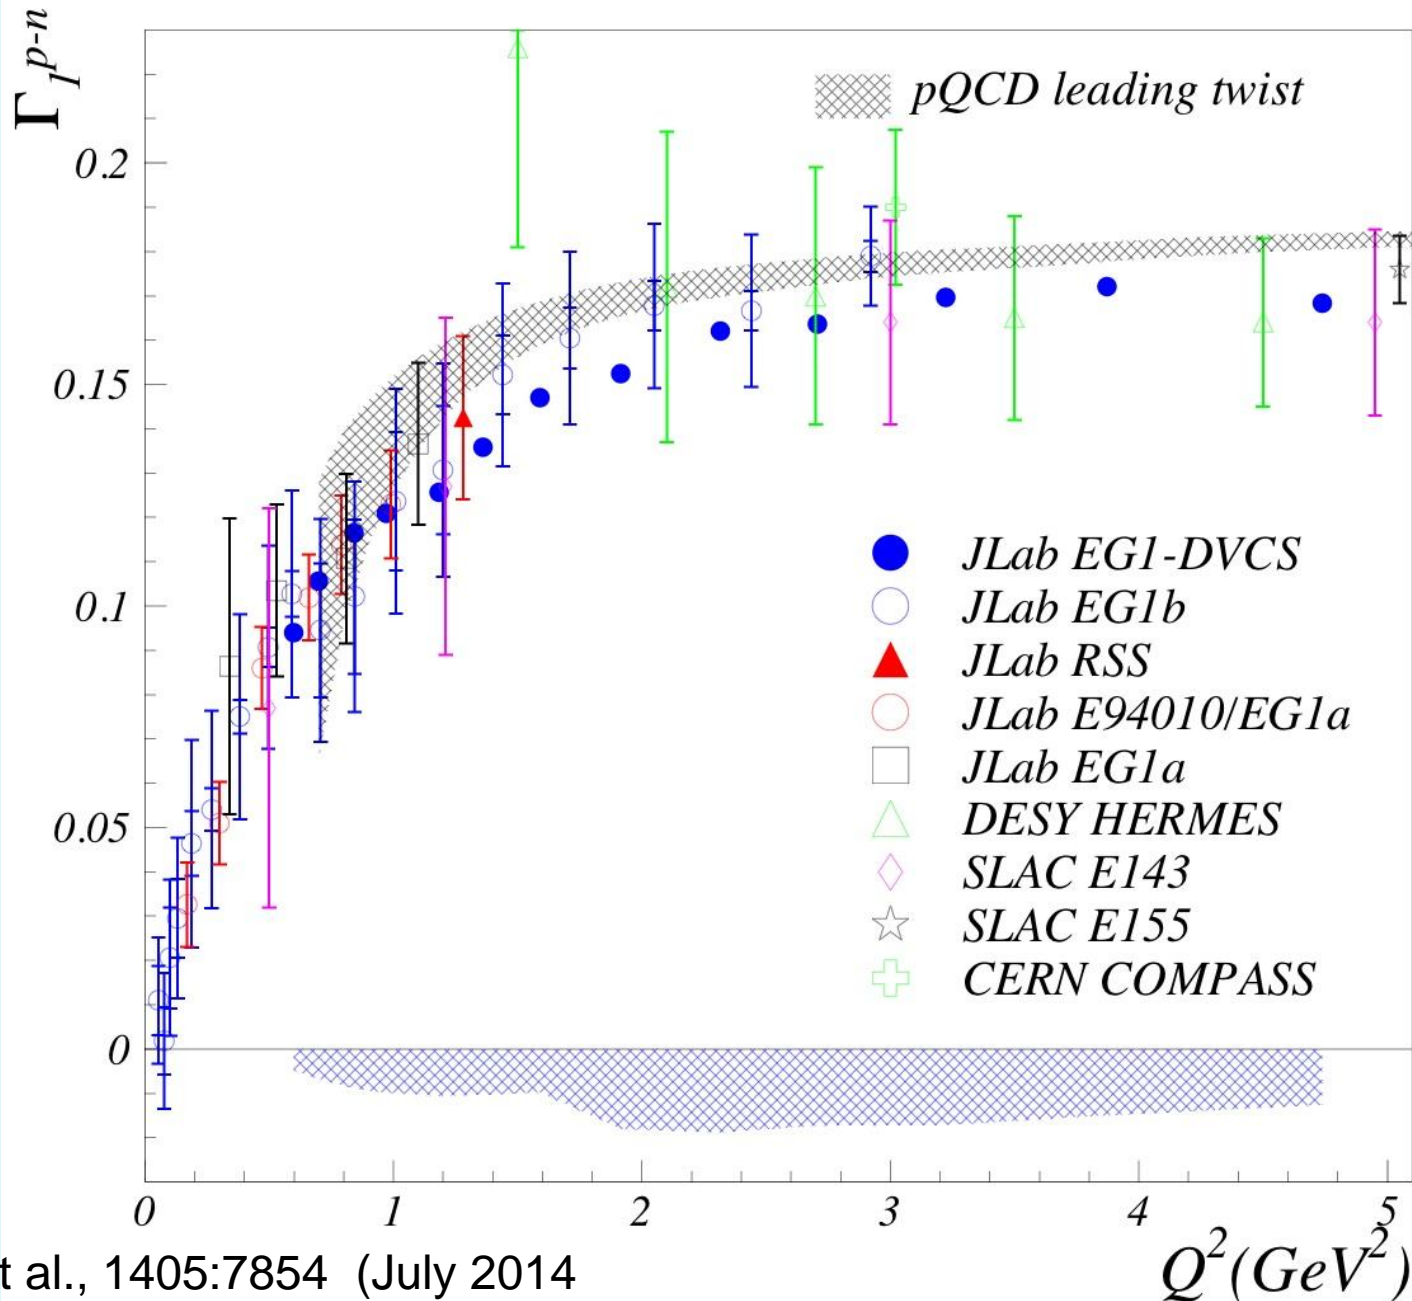 Γ₁ᵖ⁻ⁿ
pQCD leading twist
0.2
0.15
0.1
0.05
0
JLab EG1-DVCS
JLab EG1b
JLab RSS
JLab E94010/EG1a
JLab EG1a
DESY HERMES
SLAC E143
SLAC E155
CERN COMPASS
0 1 2 3 4 5
Q²(GeV²)
t al., 1405:7854 (July 2014